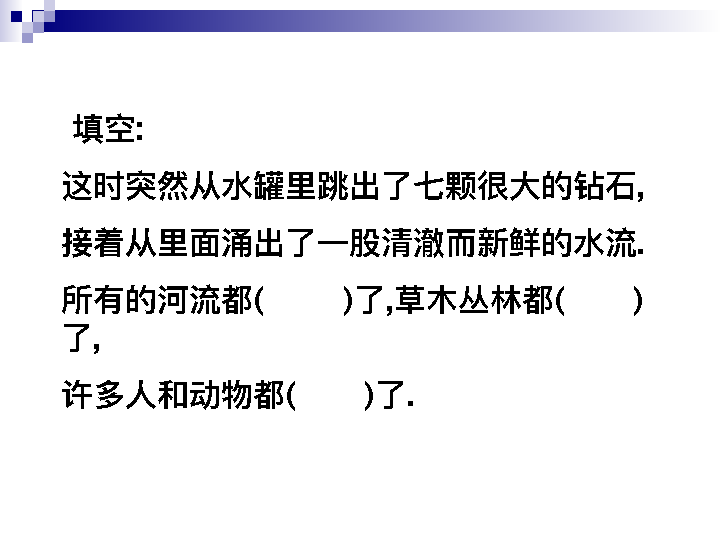 填空:
这时突然从水罐里跳出了七颗很大的钻石,
接着从里面涌出了一股清澈而新鲜的水流.
所有的河流都(        )了,草木丛林都(       )
了,
许多人和动物都(       )了.